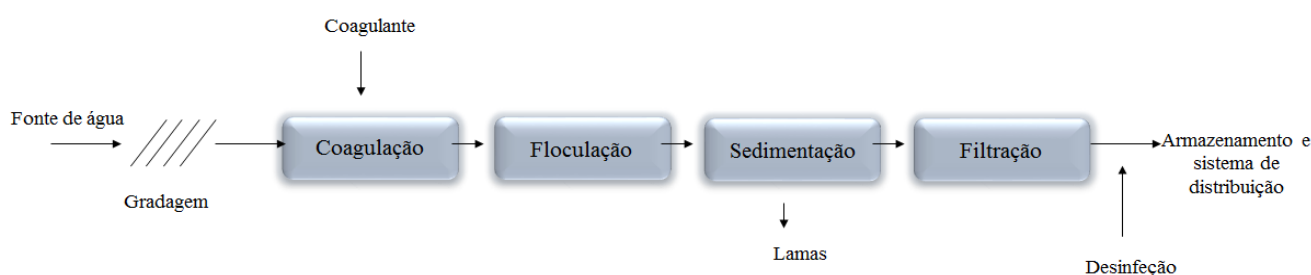 Coagulante
Fonte de água
Gradagem
Coagulação
Floculação
Sedimentação
Filtração
Armazenamento e
sistema de
distribuição
Lamas
Desinfeção